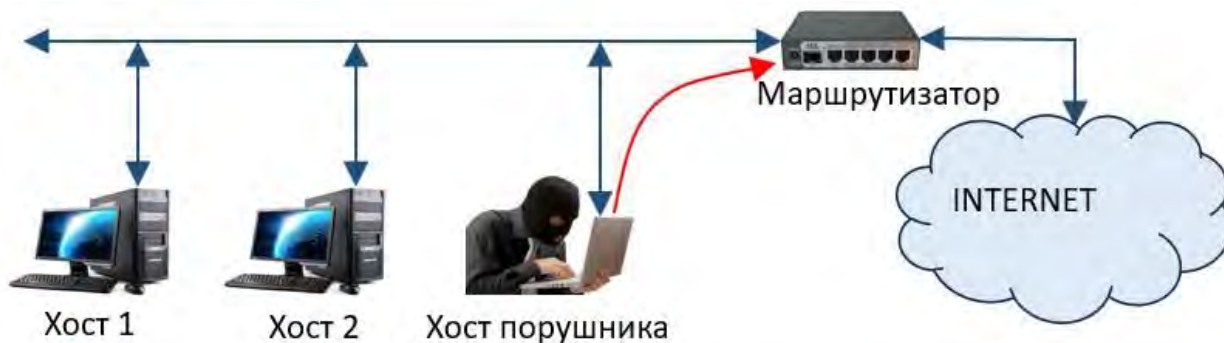 Маршрутизатор
INTERNET
Хост 1
Хост 2
Хост порушника